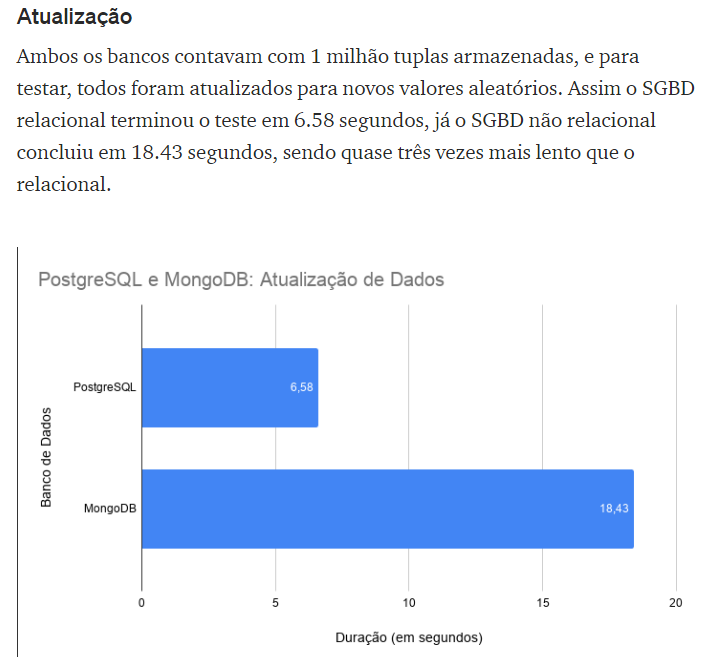 Atualização
Ambos os bancos contavam com 1 milhão tuplas armazenadas, e para
testar, todos foram atualizados para novos valores aleatórios. Assim o SGBD
relacional terminou o teste em 6.58 segundos, já o SGBD não relacional
concluiu em 18.43 segundos, sendo quase três vezes mais lento que o
relacional.
PostgreSQL e MongoDB: Atualização de Dados
Banco de Dados
PostgreSQL
6,58
MongoDB
18,43
0 5 10 15 20
Duração (em segundos)